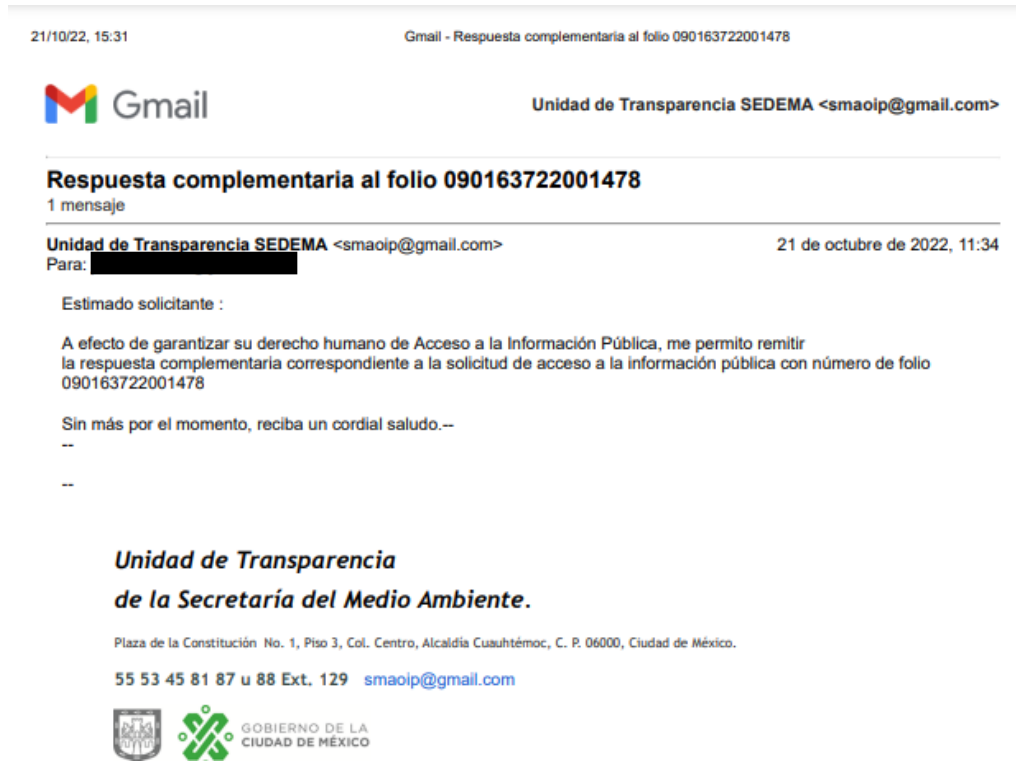 21/10/22, 15:31 Gmail - Respuesta complementaria al folio 090163722001478
Gmail Unidad de Transparencia SEDEMA <smaoip@gmail.com>
Respuesta complementaria al folio 090163722001478
1 mensaje
Unidad de Transparencia SEDEMA <smaoip@gmail.com> 21 de octubre de 2022, 11:34
Para:
Estimado solicitante :
A efecto de garantizar su derecho humano de Acceso a la Información Pública, me permito remitir
la respuesta complementaria correspondiente a la solicitud de acceso a la información pública con número de folio
090163722001478
Sin más por el momento, reciba un cordial saludo.--
--
--
Unidad de Transparencia
de la Secretaría del Medio Ambiente.
Plaza de la Constitución No. 1, Piso 3, Col. Centro, Alcaldía Cuauhtémoc, C. P. 06000, Ciudad de México.
55 53 45 81 87 u 88 Ext. 129 smaoip@gmail.com
GOBIERNO DE LA
CIUDAD DE MÉXICO